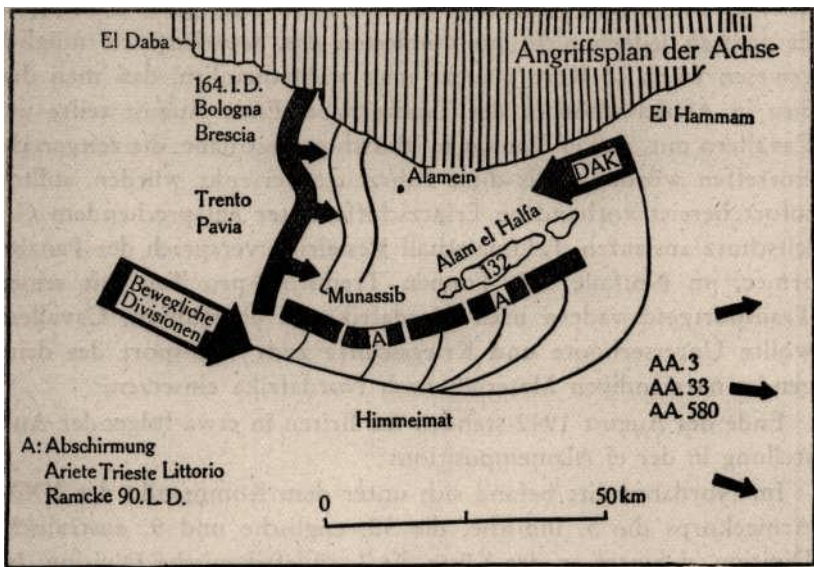 El Daba
Angriffsplan der Achse
164. I.D.
Bologna
Brescia
El Hammam
DAK
Alamein
Trento
Pavia
Alam el Halfa
132
Bewegliche
Divisionen
Munassib
A
A
AA. 3
AA. 33
AA. 580
Himmeimat
A: Abschirmung
Ariete Trieste Littorio
Ramcke 90. L. D.
0
50 km